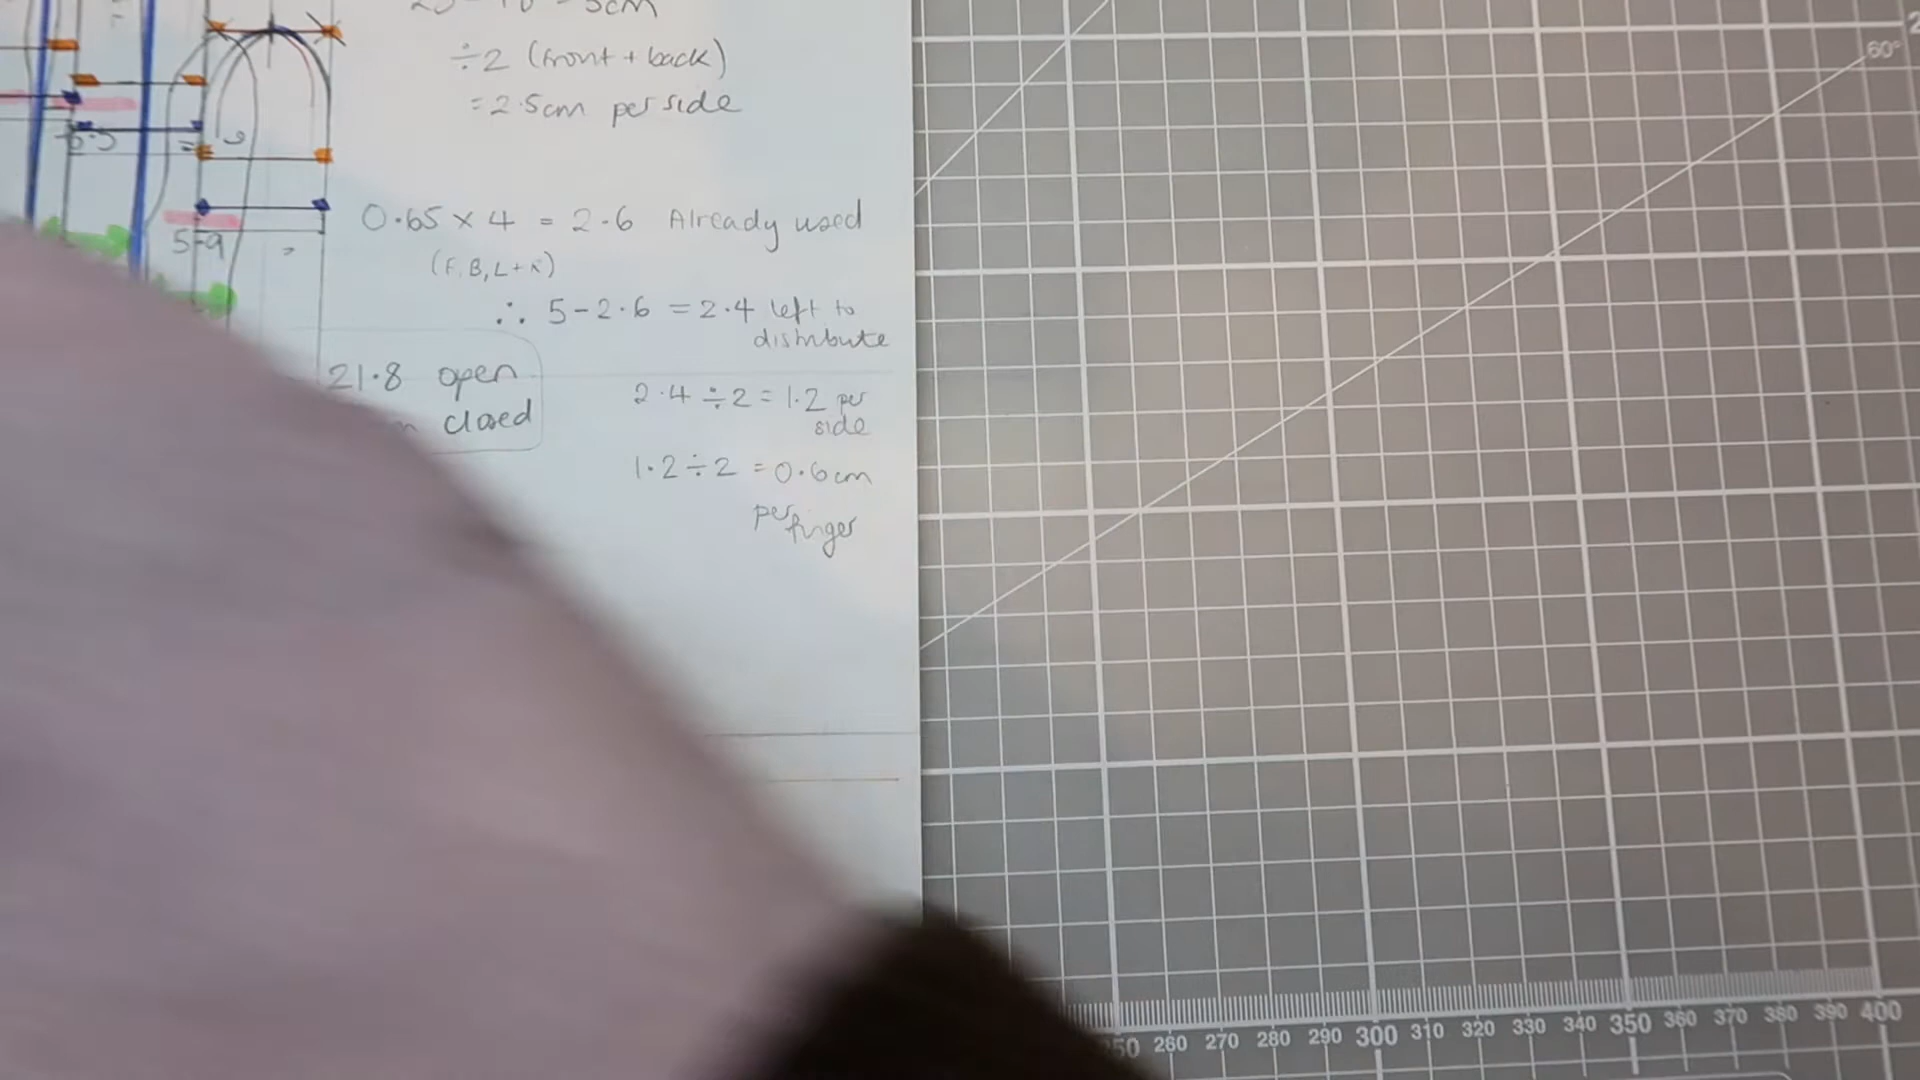 5cm
÷2 (front + back)
= 2.5cm per side
6.5
=
5.9
0.65 × 4 = 2.6 Already used
(F, B, L + R)
∴ 5 - 2.6 = 2.4 left to
distribute
21.8 open
closed
2.4 ÷ 2 = 1.2 per
side
1.2 ÷ 2 = 0.6cm
per finger
60°
260 270 280 290 300 310 320 330 340 350 360 370 380 390 400